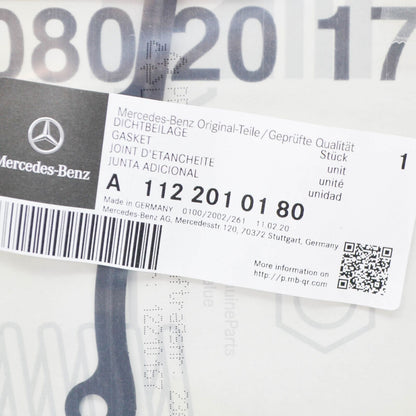 080 20 17
Mercedes-Benz Original-Teile/Geprüfte Qualität
DICHTBEILAGE
GASKET
JOINT D'ETANCHEITE
JUNTA ADICIONAL
Stück
unit
unité
unidad
1
Mercedes-Benz
A 112 201 01 80
Made in GERMANY 0100/2002/261 11.02.20
Mercedes-Benz AG, Mercedesstr.120, 70372 Stuttgart, Germany
More information on
http://p.mb-qr.com/